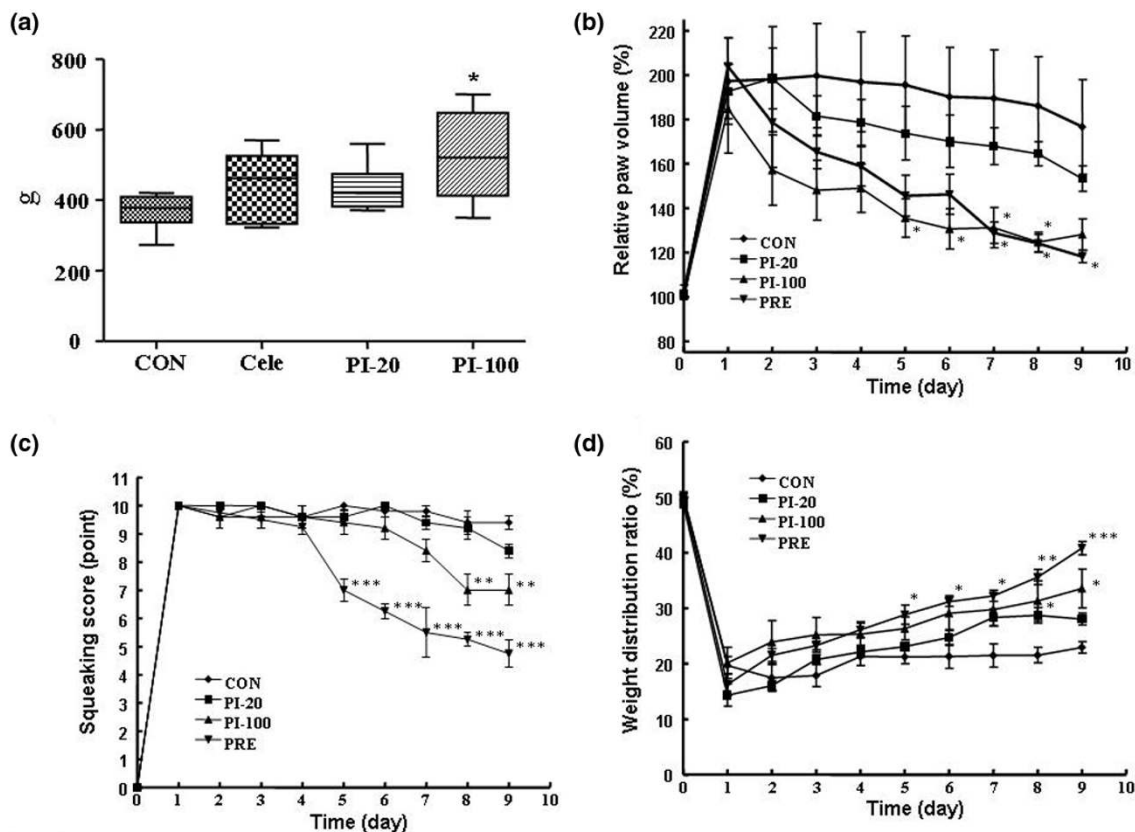 (a)
800
600
*
g
400
200
0
CON Cele PI-20 PI-100
(b)
Relative paw volume (%)
220
200
180
160
140
120
100
80
CON
PI-20
PI-100
PRE
* * * * * * *
0 1 2 3 4 5 6 7 8 9 10
Time (day)
(c)
Squeaking score (point)
11
10
9
8
7
6
5
4
3
2
1
0
** **
*** *** *** *** ***
CON
PI-20
PI-100
PRE
0 1 2 3 4 5 6 7 8 9 10
Time (day)
(d)
Weight distribution ratio (%)
60
50
40
30
20
10
0
CON
PI-20
PI-100
PRE
* * * ** ***
* *
0 1 2 3 4 5 6 7 8 9 10
Time (day)